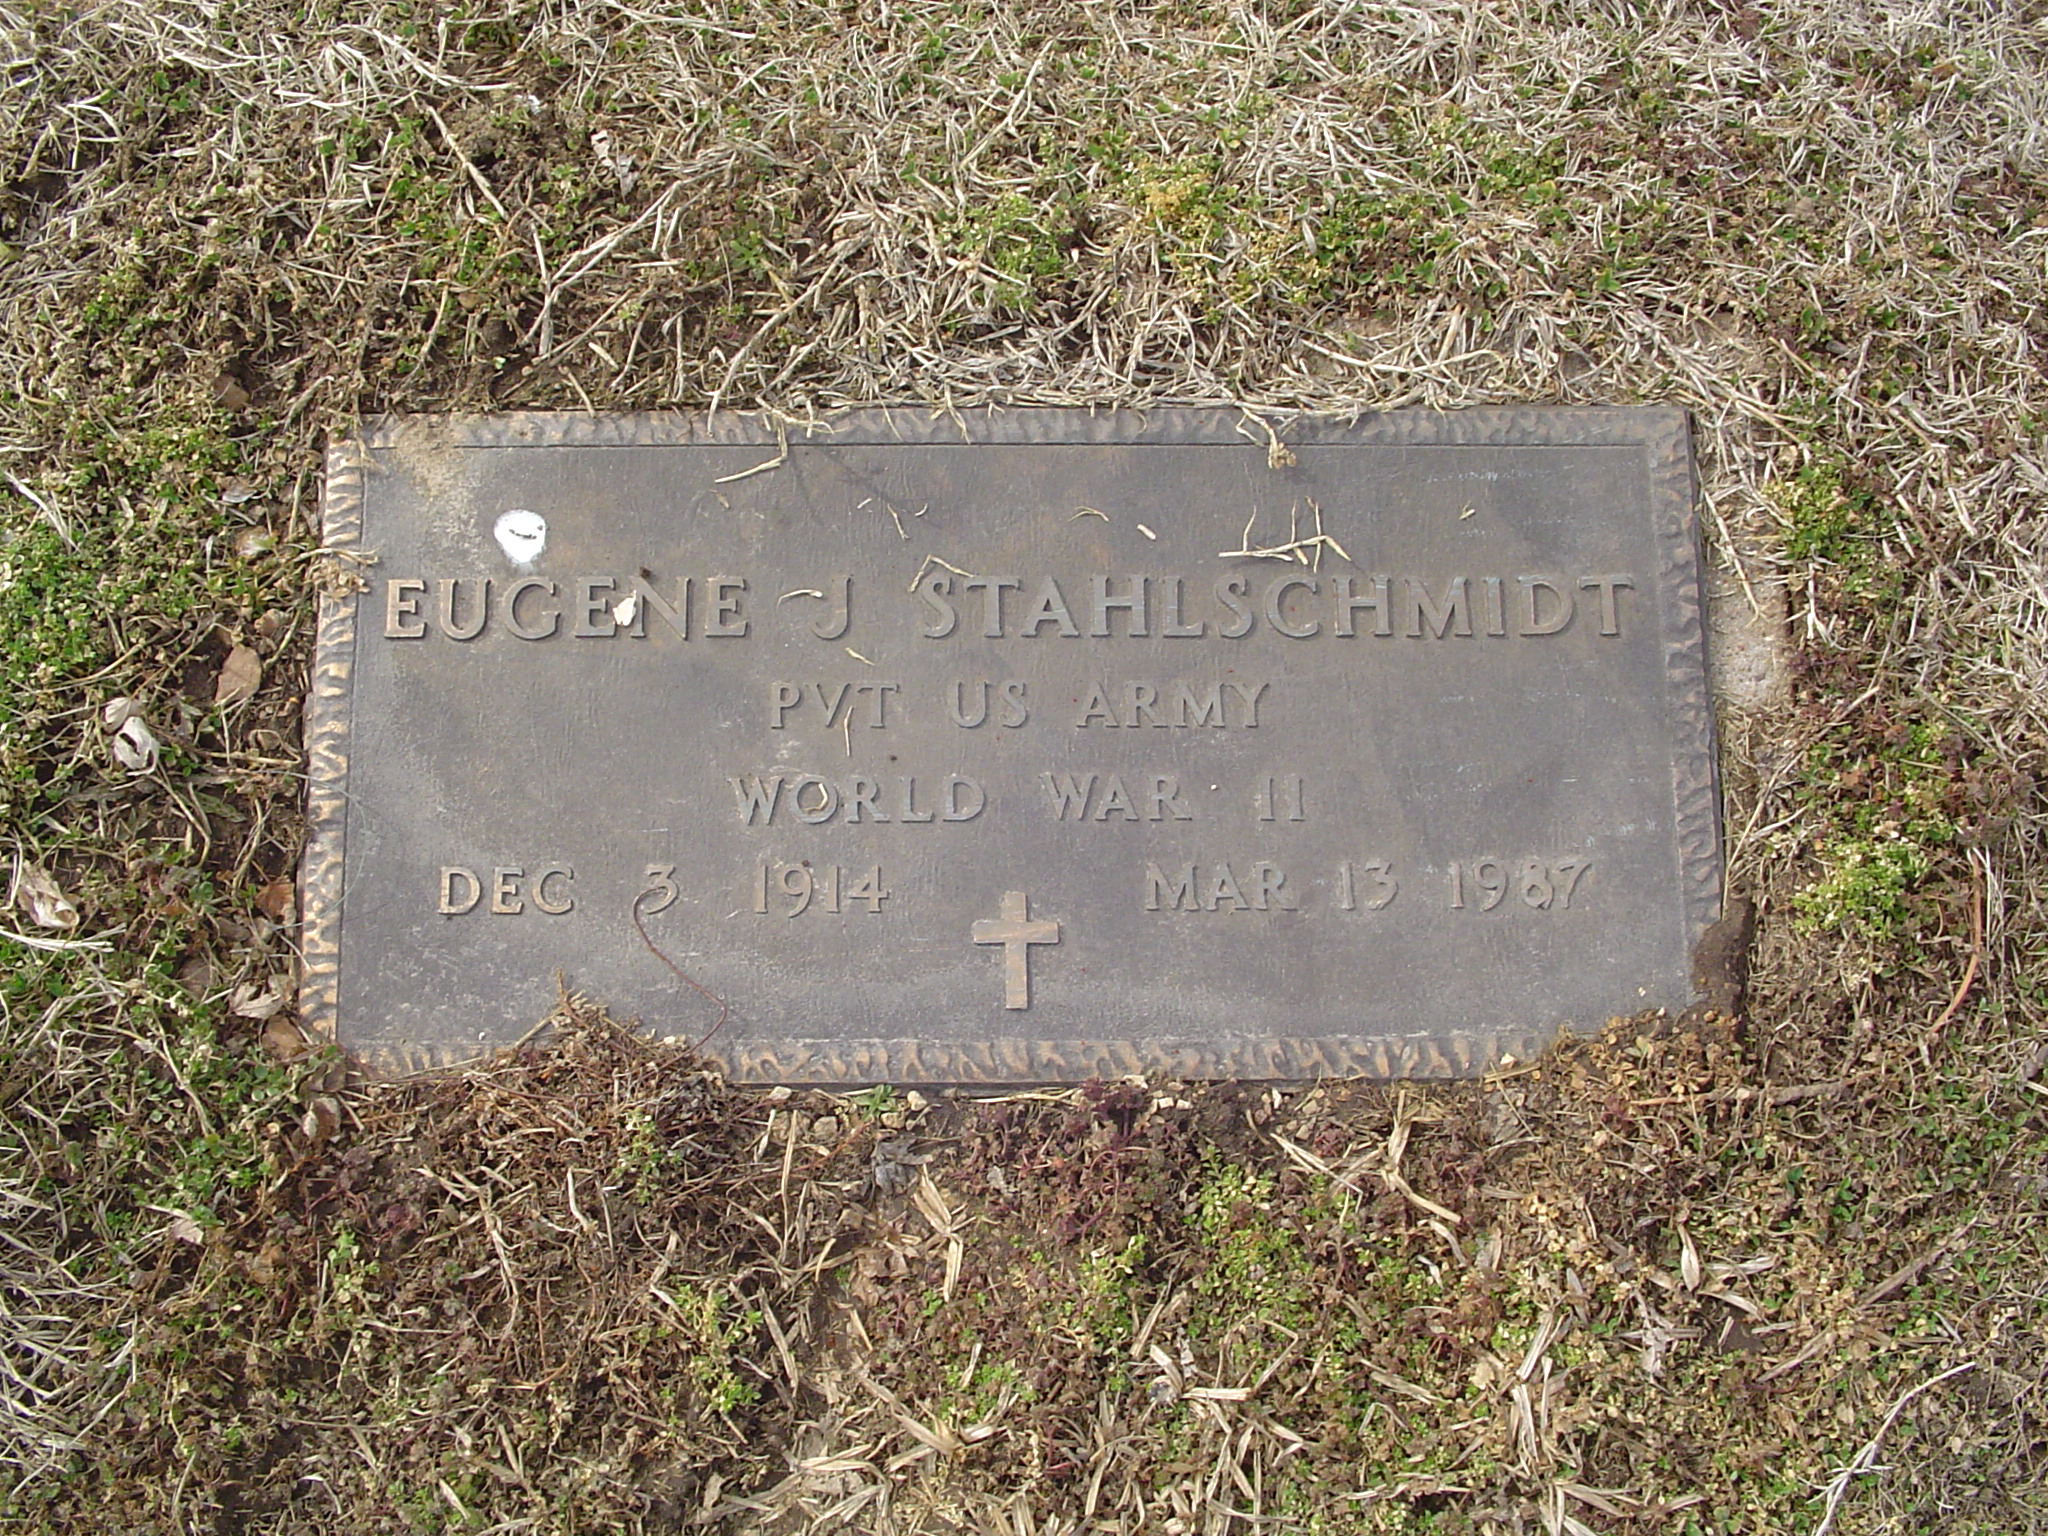 EUGENE J STAHLSCHMIDT
PVT US ARMY
WORLD WAR II
DEC 3 1914 MAR 13 1987